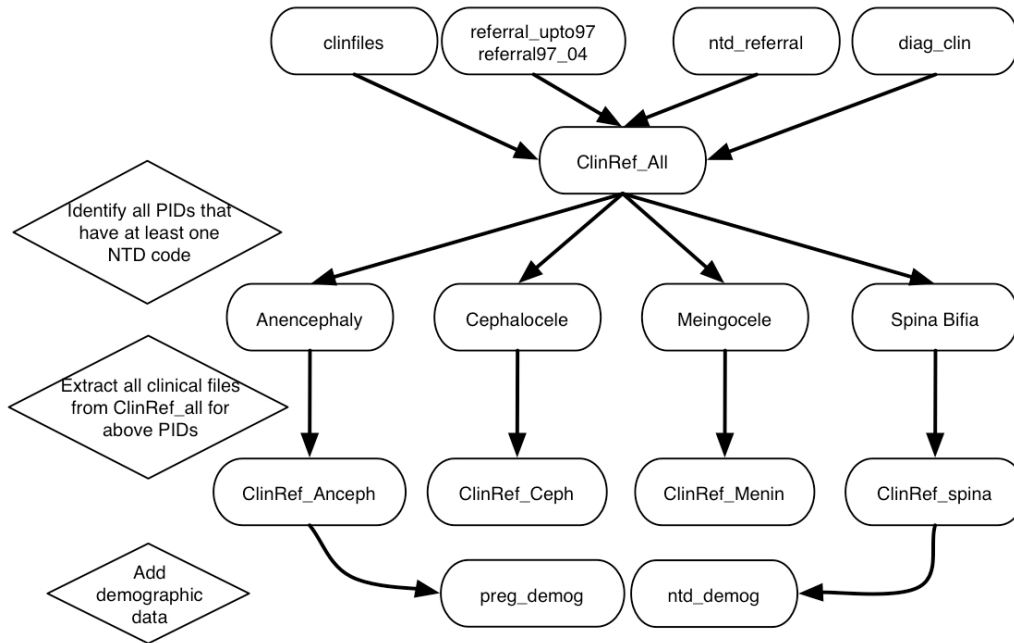 clinfiles
referral_upto97
referral97_04
ntd_referral
diag_clin
ClinRef_All
Identify all PIDs that
have at least one
NTD code
Anencephaly
Cephalocele
Meingocele
Spina Bifia
Extract all clinical files
from ClinRef_all for
above PIDs
ClinRef_Anceph
ClinRef_Ceph
ClinRef_Menin
ClinRef_spina
Add
demographic
data
preg_demog
ntd_demog